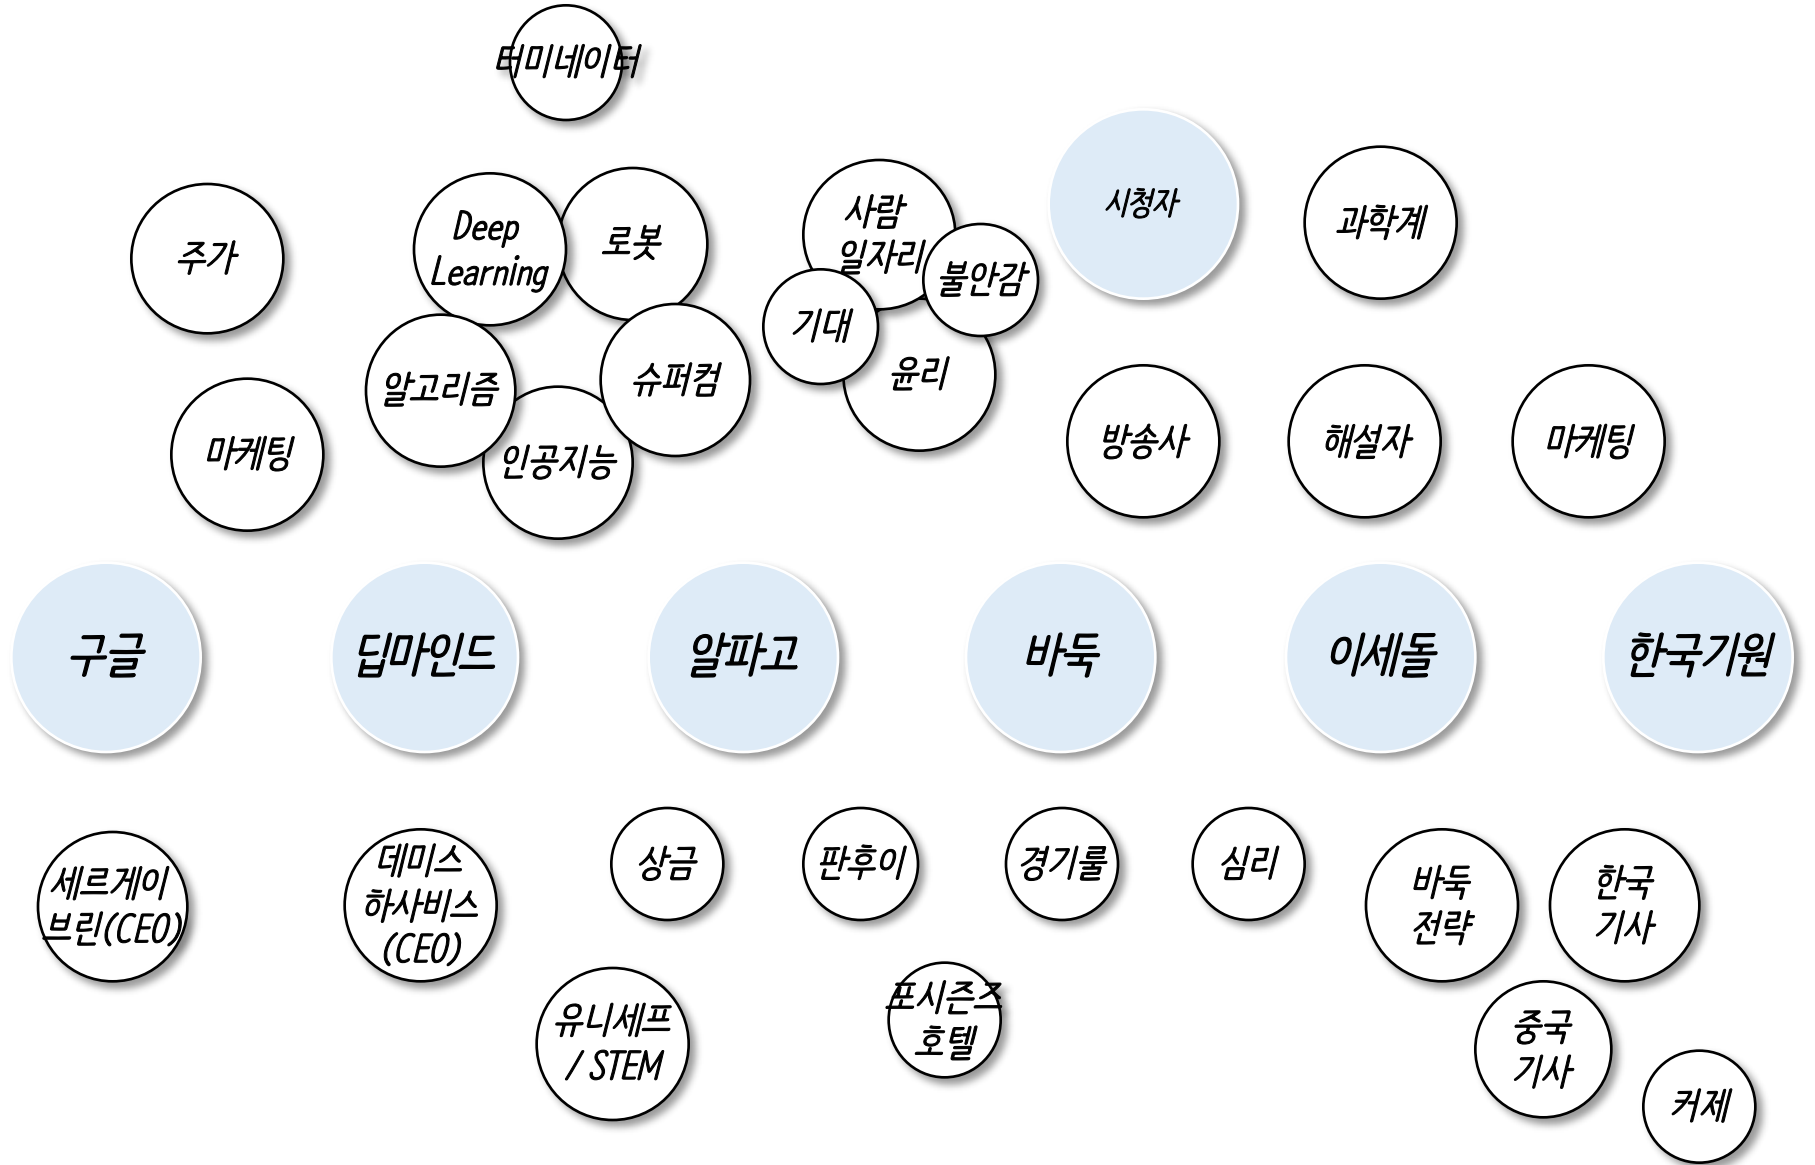 터미네이터
시청자
과학계
주가
Deep
Learning
로봇
사람
일자리
불안감
기대
윤리
알고리즘
슈퍼컴
인공지능
마케팅
방송사
해설자
마케팅
구글
딥마인드
알파고
바둑
이세돌
한국기원
세르게이
브린(CEO)
데미스
하사비스
(CEO)
상금
판후이
경기룰
심리
바둑
전략
한국
기사
유니세프
/ STEM
포시즌즈
호텔
중국
기사
커제